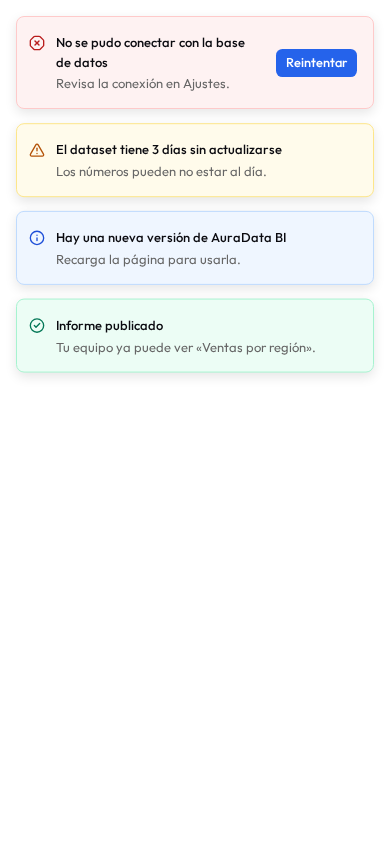 No se pudo conectar con la base
de datos
Revisa la conexión en Ajustes.
Reintentar
El dataset tiene 3 días sin actualizarse
Los números pueden no estar al día.
Hay una nueva versión de AuraData BI
Recarga la página para usarla.
Informe publicado
Tu equipo ya puede ver «Ventas por región».